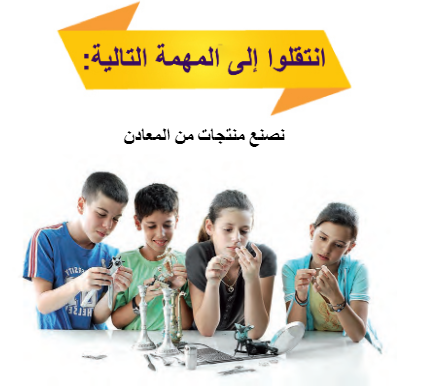 انتقلوا إلى المهمة التالية:
نصنع منتجات من المعادن